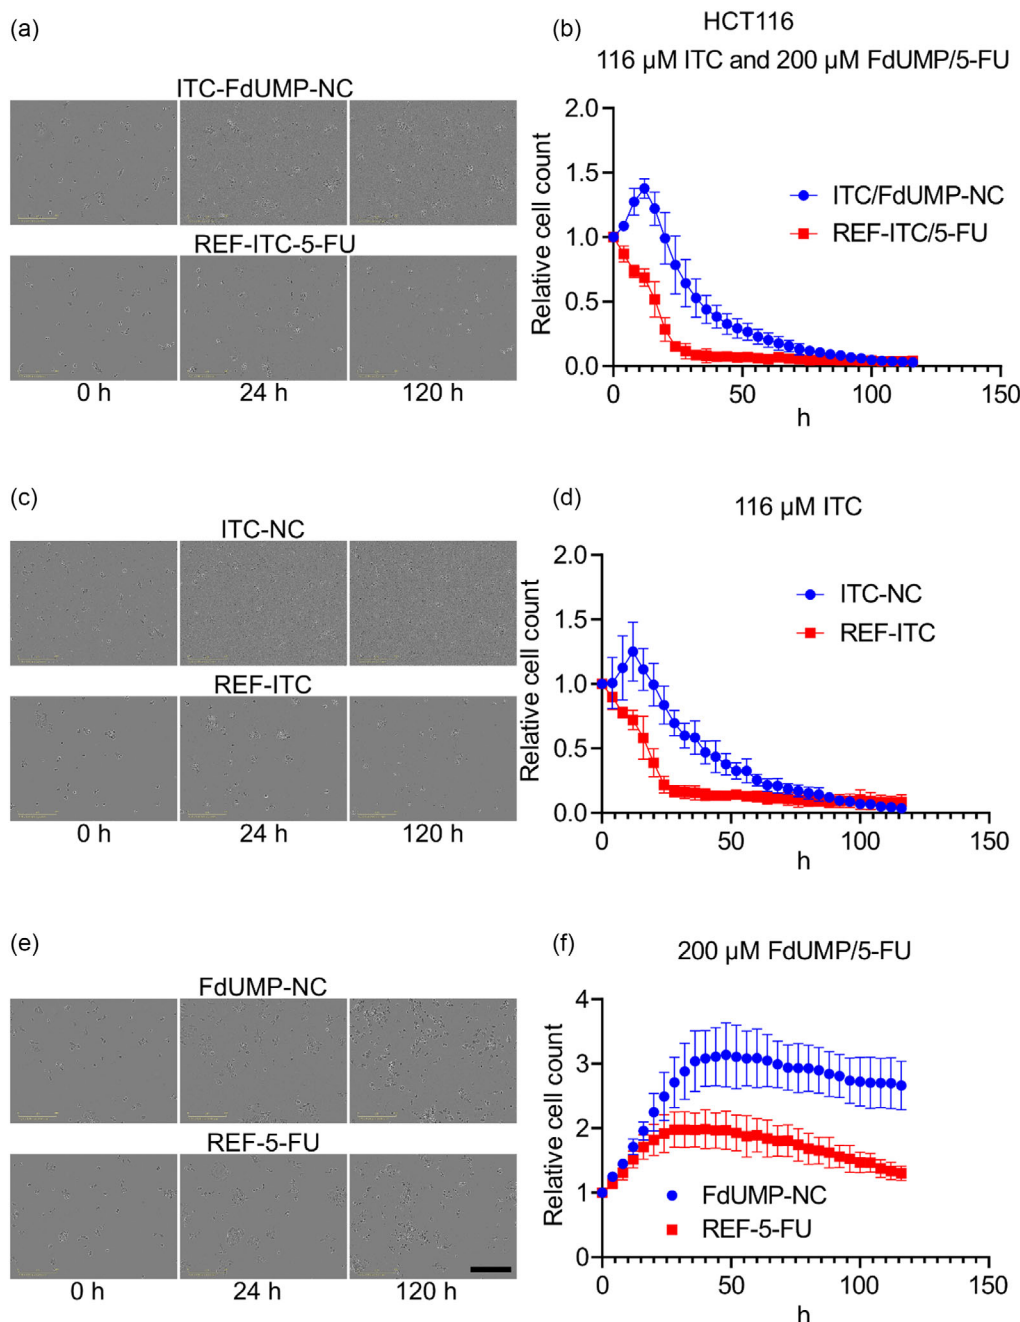 (a)
ITC-FdUMP-NC
REF-ITC-5-FU
0 h 24 h 120 h
(b)
HCT116
116 µM ITC and 200 µM FdUMP/5-FU
Relative cell count
2.0
1.5
1.0
0.5
0.0
0 50 100 150
h
ITC/FdUMP-NC
REF-ITC/5-FU
(c)
ITC-NC
REF-ITC
0 h 24 h 120 h
(d)
116 µM ITC
Relative cell count
2.0
1.5
1.0
0.5
0.0
0 50 100 150
h
ITC-NC
REF-ITC
(e)
FdUMP-NC
REF-5-FU
0 h 24 h 120 h
(f)
200 µM FdUMP/5-FU
Relative cell count
4
3
2
1
0
0 50 100 150
h
FdUMP-NC
REF-5-FU